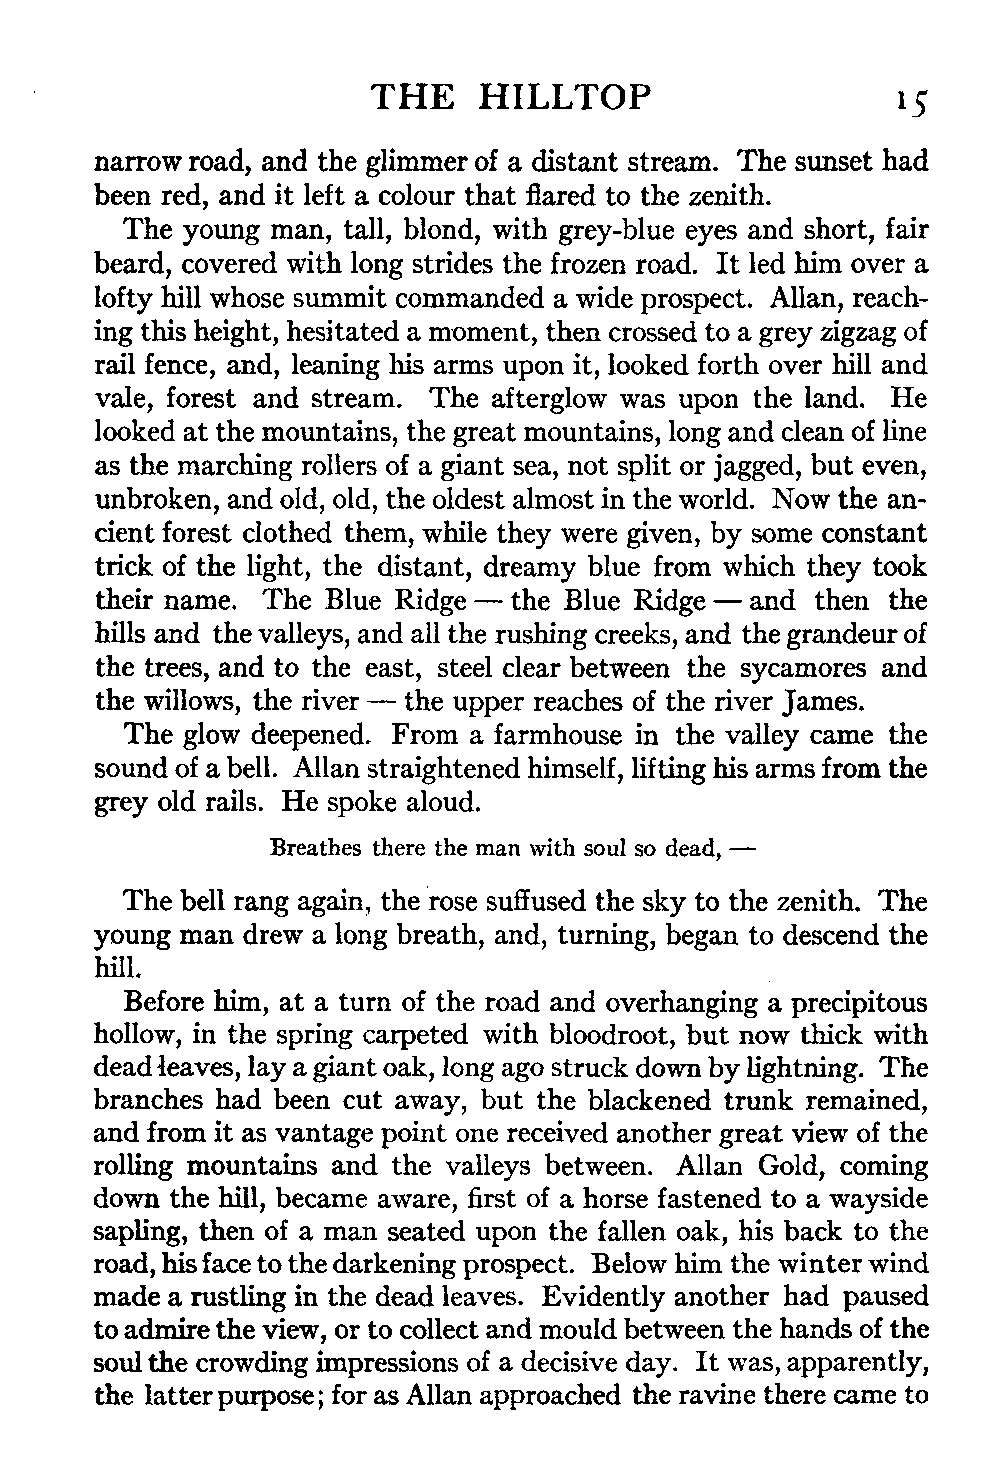 THE HILLTOP 15
narrow road, and the glimmer of a distant stream. The sunset had
been red, and it left a colour that flared to the zenith.
The young man, tall, blond, with grey-blue eyes and short, fair
beard, covered with long strides the frozen road. It led him over a
lofty hill whose summit commanded a wide prospect. Allan, reach-
ing this height, hesitated a moment, then crossed to a grey zigzag of
rail fence, and, leaning his arms upon it, looked forth over hill and
vale, forest and stream. The afterglow was upon the land. He
looked at the mountains, the great mountains, long and clean of line
as the marching rollers of a giant sea, not split or jagged, but even,
unbroken, and old, old, the oldest almost in the world. Now the an-
cient forest clothed them, while they were given, by some constant
trick of the light, the distant, dreamy blue from which they took
their name. The Blue Ridge — the Blue Ridge — and then the
hills and the valleys, and all the rushing creeks, and the grandeur of
the trees, and to the east, steel clear between the sycamores and
the willows, the river — the upper reaches of the river James.
The glow deepened. From a farmhouse in the valley came the
sound of a bell. Allan straightened himself, lifting his arms from the
grey old rails. He spoke aloud.
Breathes there the man with soul so dead, —
The bell rang again, the rose suffused the sky to the zenith. The
young man drew a long breath, and, turning, began to descend the
hill.
Before him, at a turn of the road and overhanging a precipitous
hollow, in the spring carpeted with bloodroot, but now thick with
dead leaves, lay a giant oak, long ago struck down by lightning. The
branches had been cut away, but the blackened trunk remained,
and from it as vantage point one received another great view of the
rolling mountains and the valleys between. Allan Gold, coming
down the hill, became aware, first of a horse fastened to a wayside
sapling, then of a man seated upon the fallen oak, his back to the
road, his face to the darkening prospect. Below him the winter wind
made a rustling in the dead leaves. Evidently another had paused
to admire the view, or to collect and mould between the hands of the
soul the crowding impressions of a decisive day. It was, apparently,
the latter purpose; for as Allan approached the ravine there came to